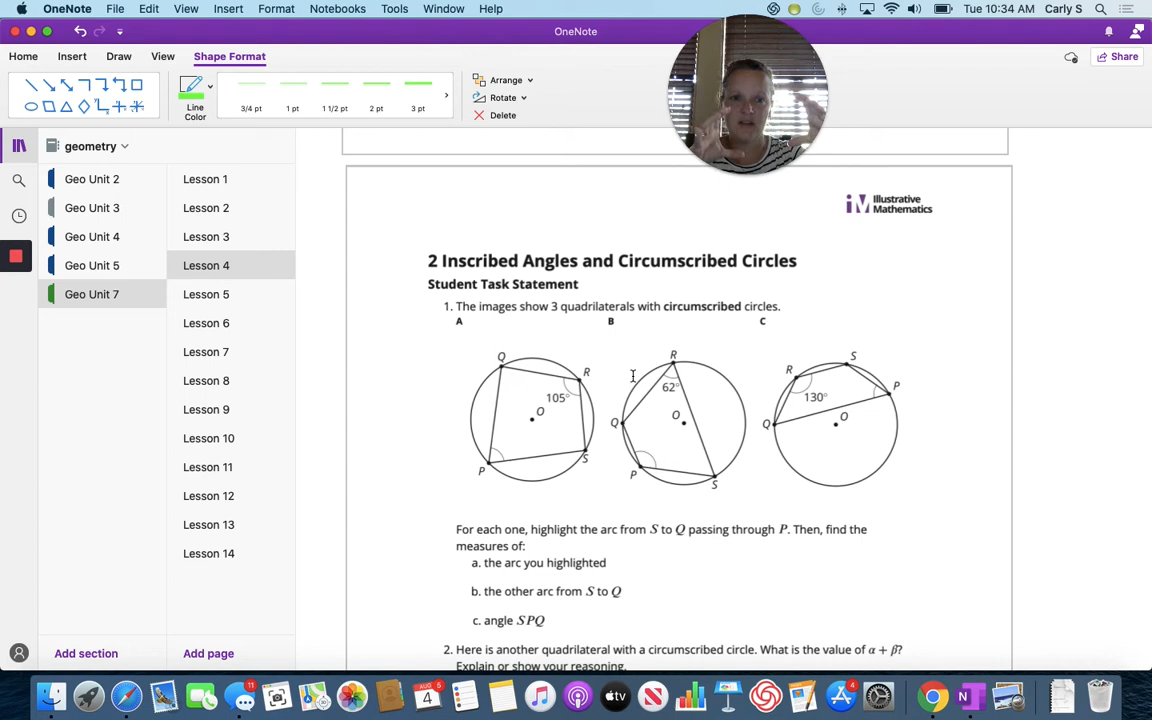 OneNote File Edit View Insert Format Notebooks Tools Window Help Tue 10:34 AM Carly S
OneNote
Home Insert Draw View Shape Format Share
Line Color
3/4 pt 1 pt 1 1/2 pt 2 pt 3 pt
Arrange
Rotate
Delete
geometry
Geo Unit 2
Geo Unit 3
Geo Unit 4
Geo Unit 5
Geo Unit 7
Lesson 1
Lesson 2
Lesson 3
Lesson 4
Lesson 5
Lesson 6
Lesson 7
Lesson 8
Lesson 9
Lesson 10
Lesson 11
Lesson 12
Lesson 13
Lesson 14
Add section Add page
Illustrative
Mathematics
2 Inscribed Angles and Circumscribed Circles
Student Task Statement
1. The images show 3 quadrilaterals with circumscribed circles.
A B C
Q R 105° O P S
R 62° O Q P S
S R P 130° O Q
For each one, highlight the arc from S to Q passing through P. Then, find the
measures of:
a. the arc you highlighted
b. the other arc from S to Q
c. angle SPQ
2. Here is another quadrilateral with a circumscribed circle. What is the value of α + β?
Explain or show your reasoning.
11
AUG
4
5
tv
4